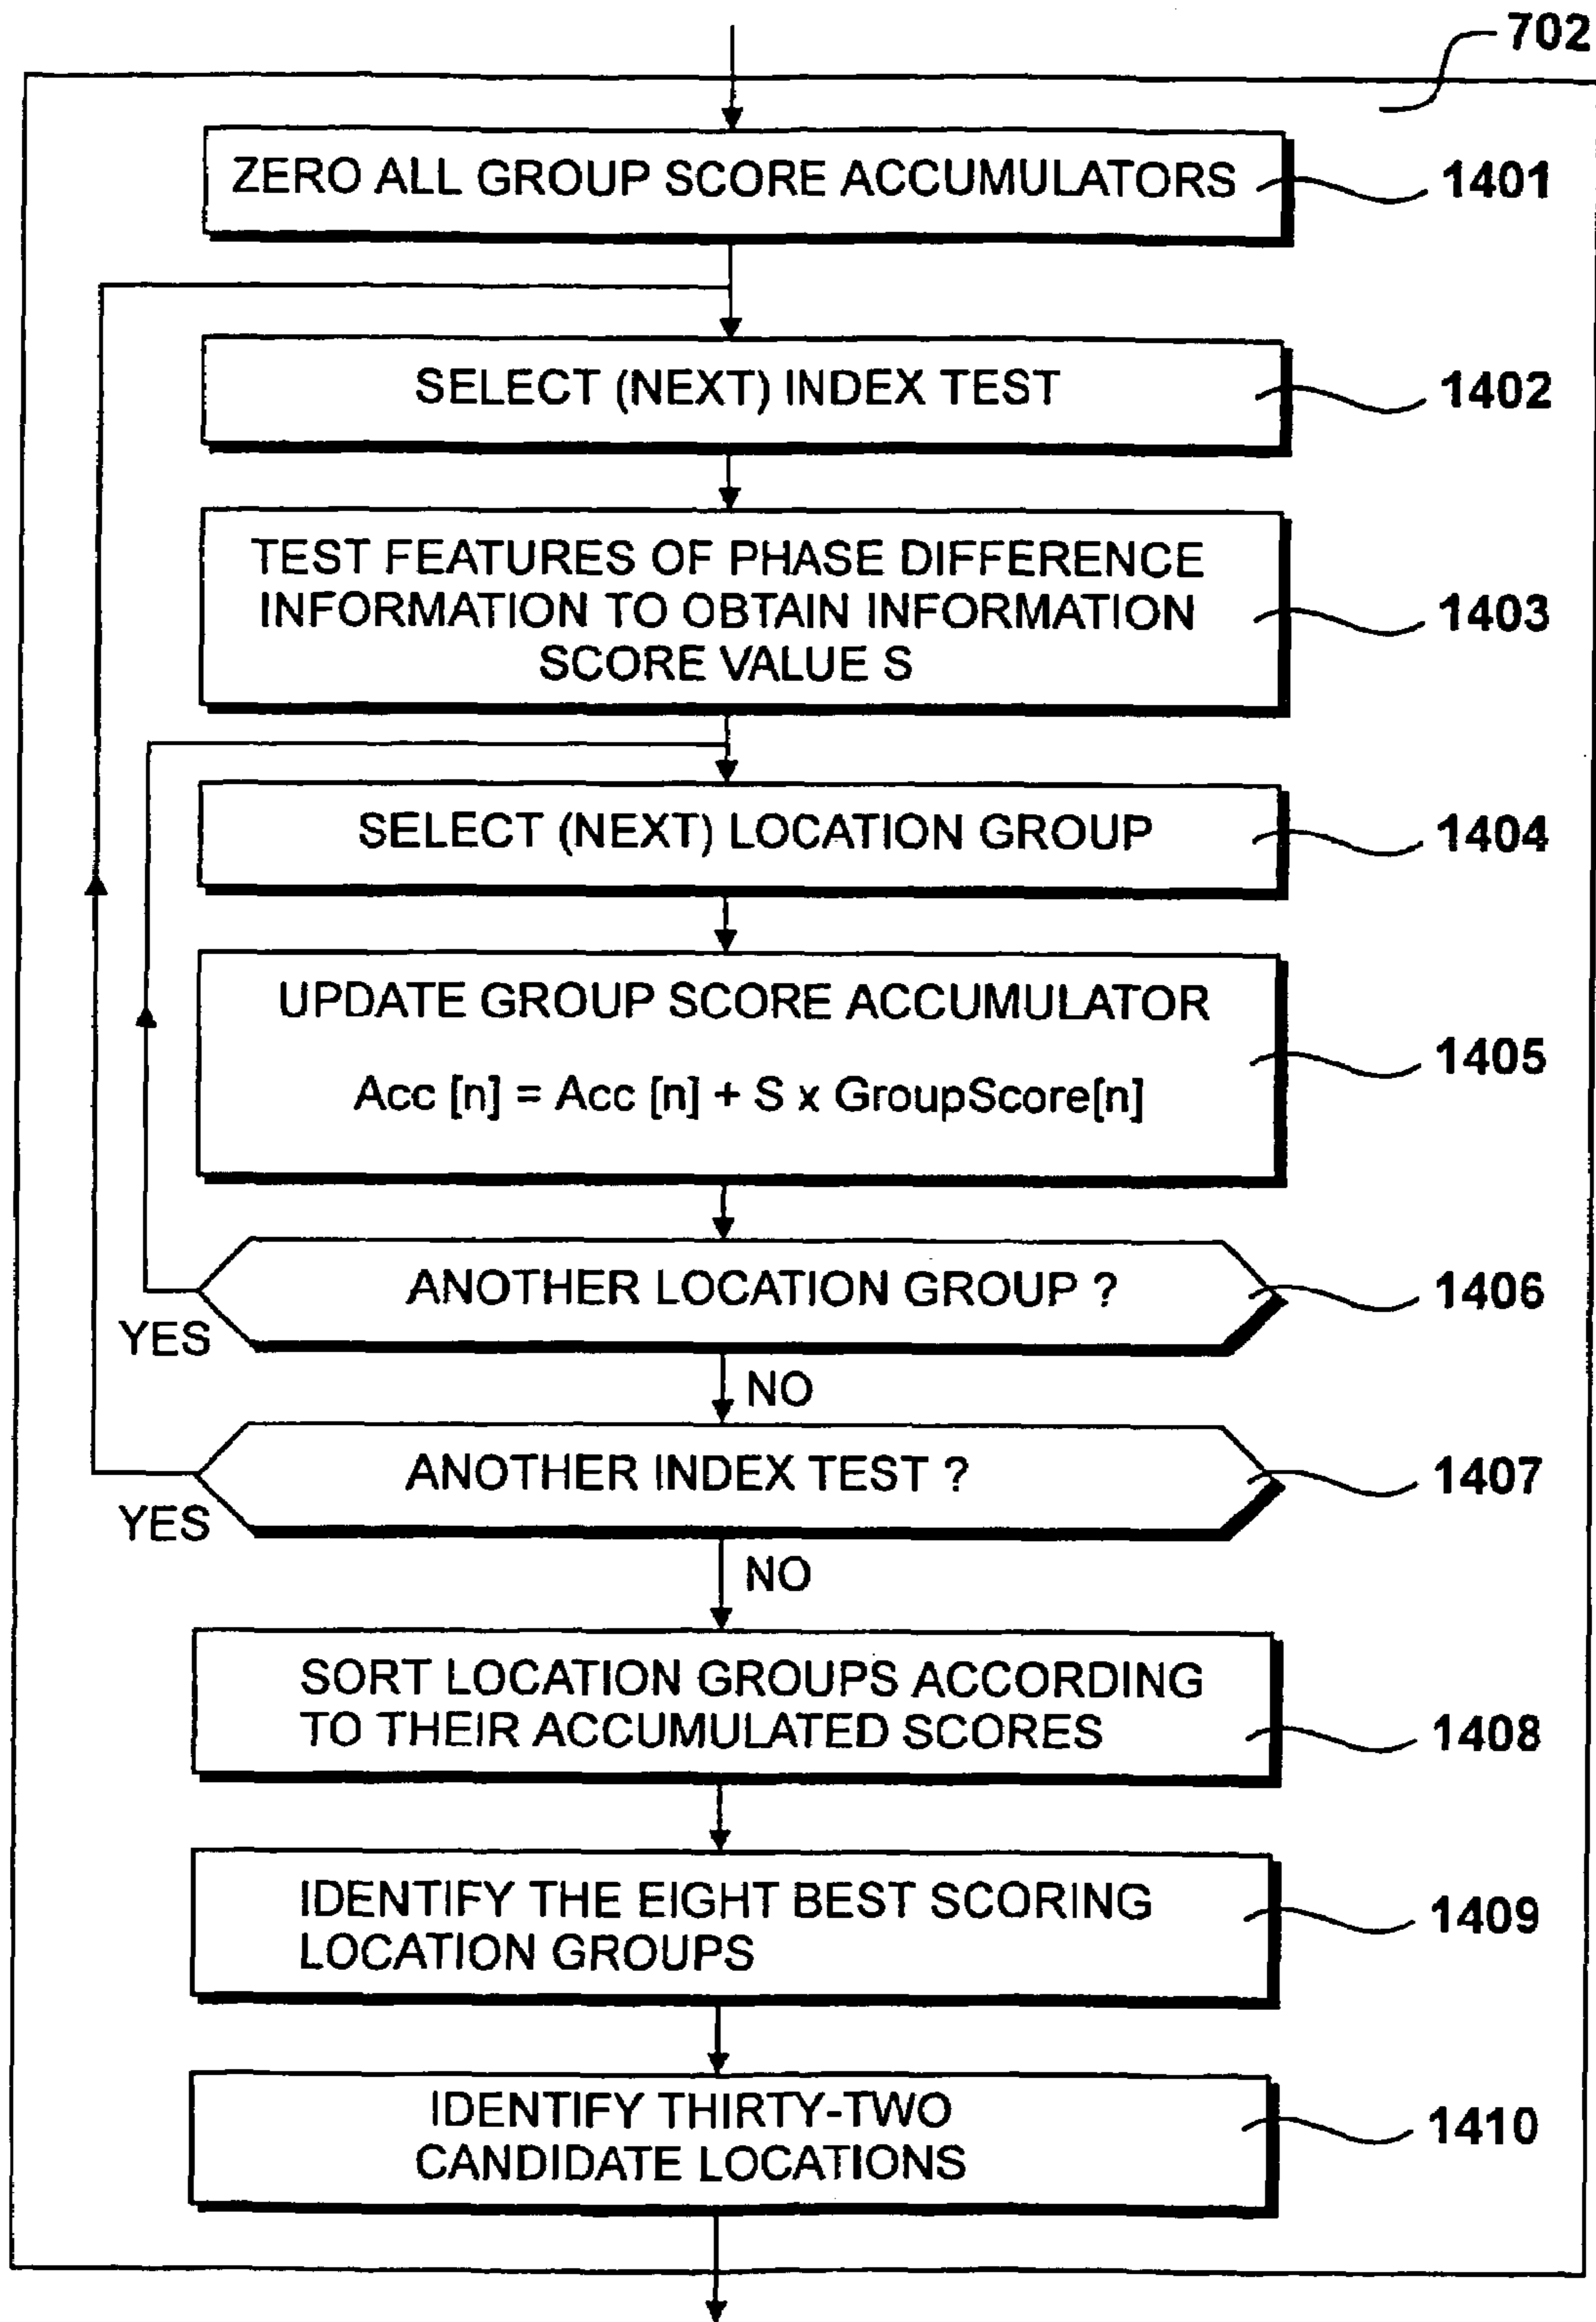 702
ZERO ALL GROUP SCORE ACCUMULATORS
1401
SELECT (NEXT) INDEX TEST
1402
TEST FEATURES OF PHASE DIFFERENCE
INFORMATION TO OBTAIN INFORMATION
SCORE VALUE S
1403
SELECT (NEXT) LOCATION GROUP
1404
UPDATE GROUP SCORE ACCUMULATOR
Acc [n] = Acc [n] + S x GroupScore[n]
1405
ANOTHER LOCATION GROUP ?
1406
YES
NO
ANOTHER INDEX TEST ?
1407
YES
NO
SORT LOCATION GROUPS ACCORDING
TO THEIR ACCUMULATED SCORES
1408
IDENTIFY THE EIGHT BEST SCORING
LOCATION GROUPS
1409
IDENTIFY THIRTY-TWO
CANDIDATE LOCATIONS
1410